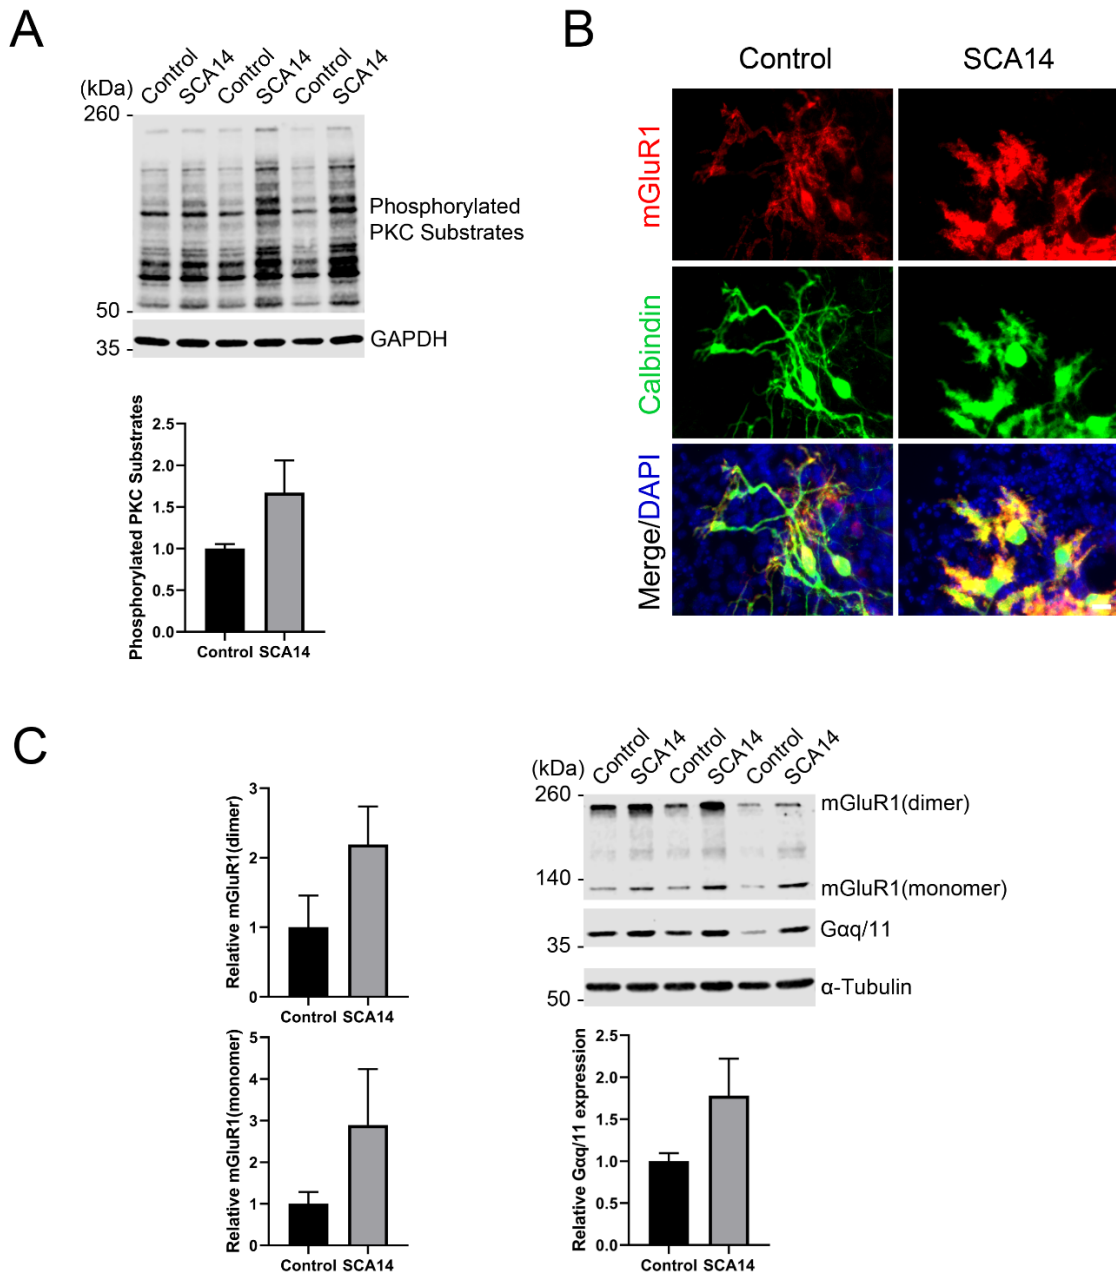 A
(kDa)
Control SCA14 Control SCA14 Control SCA14
260 -
Phosphorylated
PKC Substrates
50 -
35 -
GAPDH
Phosphorylated PKC Substrates
2.5
2.0
1.5
1.0
0.5
0.0
Control SCA14
B
Control SCA14
mGluR1
Calbindin
Merge/DAPI
C
Relative mGluR1(dimer)
3
2
1
0
Control SCA14
Relative mGluR1(monomer)
5
4
3
2
1
0
Control SCA14
(kDa)
Control SCA14 Control SCA14 Control SCA14
260 -
mGluR1(dimer)
140 -
mGluR1(monomer)
Gαq/11
35 -
α-Tubulin
50 -
Relative Gαq/11 expression
2.5
2.0
1.5
1.0
0.5
0.0
Control SCA14